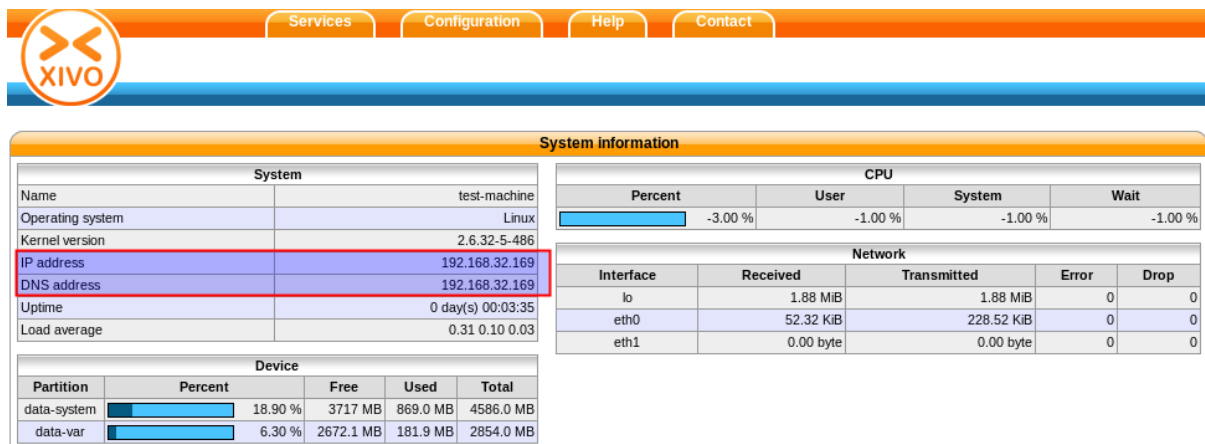 Services Configuration Help Contact
XIVO
System information
System
Name test-machine
Operating system Linux
Kernel version 2.6.32-5-486
IP address 192.168.32.169
DNS address 192.168.32.169
Uptime 0 day(s) 00:03:35
Load average 0.31 0.10 0.03
Device
Partition Percent Free Used Total
data-system 18.90 % 3717 MB 869.0 MB 4586.0 MB
data-var 6.30 % 2672.1 MB 181.9 MB 2854.0 MB
CPU
Percent User System Wait
-3.00 % -1.00 % -1.00 % -1.00 %
Network
Interface Received Transmitted Error Drop
lo 1.88 MiB 1.88 MiB 0 0
eth0 52.32 KiB 228.52 KiB 0 0
eth1 0.00 byte 0.00 byte 0 0